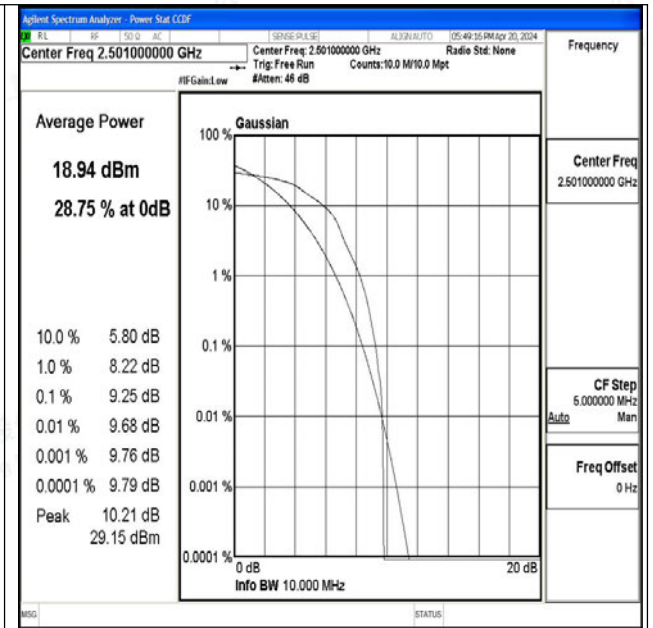 Agilent Spectrum Analyzer - Power Stat CCDF
RL RF 50 Ω AC SENSE:PULSE ALIGNAUTO 05:49:16 PM Apr 20, 2024
Center Freq 2.501000000 GHz
Center Freq: 2.501000000 GHz Radio Std: None
Trig: Free Run Counts:10.0 M/10.0 Mpt
#IFGain:Low #Atten: 46 dB
Frequency
Average Power
18.94 dBm
28.75 % at 0dB
10.0 % 5.80 dB
1.0 % 8.22 dB
0.1 % 9.25 dB
0.01 % 9.68 dB
0.001 % 9.76 dB
0.0001 % 9.79 dB
Peak 10.21 dB
29.15 dBm
Gaussian
100 %
10 %
1 %
0.1 %
0.01 %
0.001 %
0.0001 %
0 dB 20 dB
Info BW 10.000 MHz
Center Freq
2.501000000 GHz
CF Step
5.000000 MHz
Auto Man
Freq Offset
0 Hz
MSG STATUS